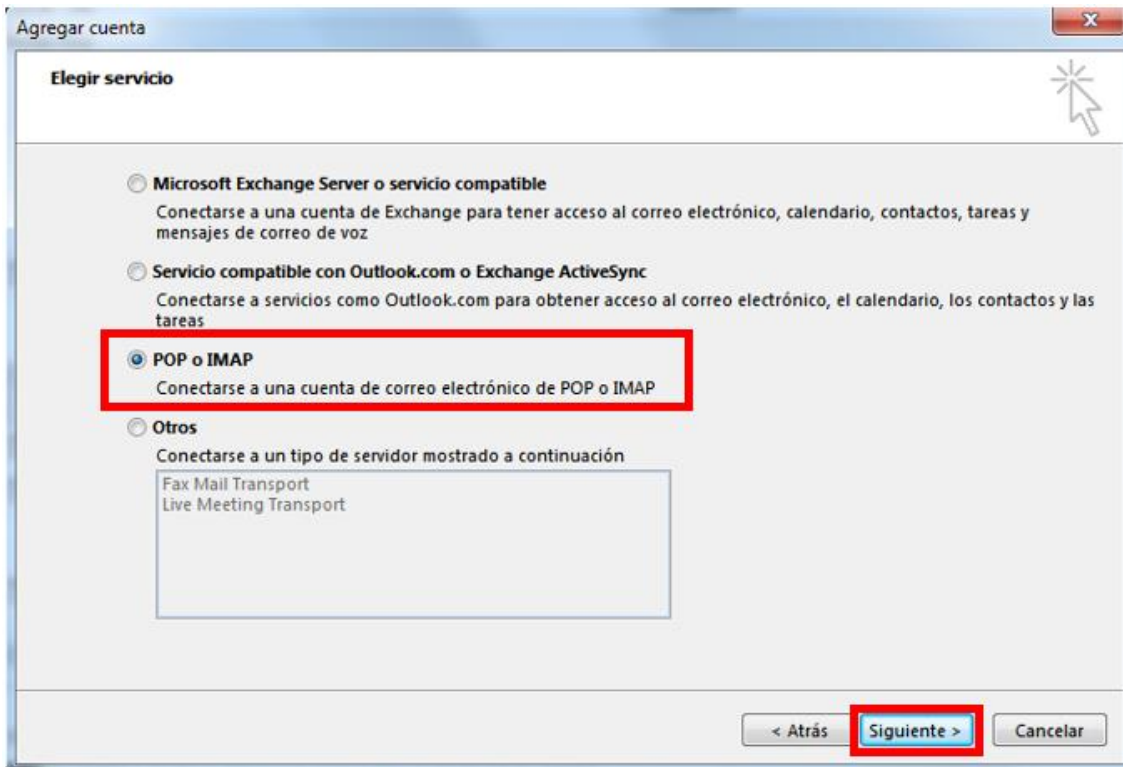 Agregar cuenta
Elegir servicio
Microsoft Exchange Server o servicio compatible
Conectarse a una cuenta de Exchange para tener acceso al correo electrónico, calendario, contactos, tareas y
mensajes de correo de voz
Servicio compatible con Outlook.com o Exchange ActiveSync
Conectarse a servicios como Outlook.com para obtener acceso al correo electrónico, el calendario, los contactos y las
tareas
POP o IMAP
Conectarse a una cuenta de correo electrónico de POP o IMAP
Otros
Conectarse a un tipo de servidor mostrado a continuación
Fax Mail Transport
Live Meeting Transport
< Atrás Siguiente > Cancelar